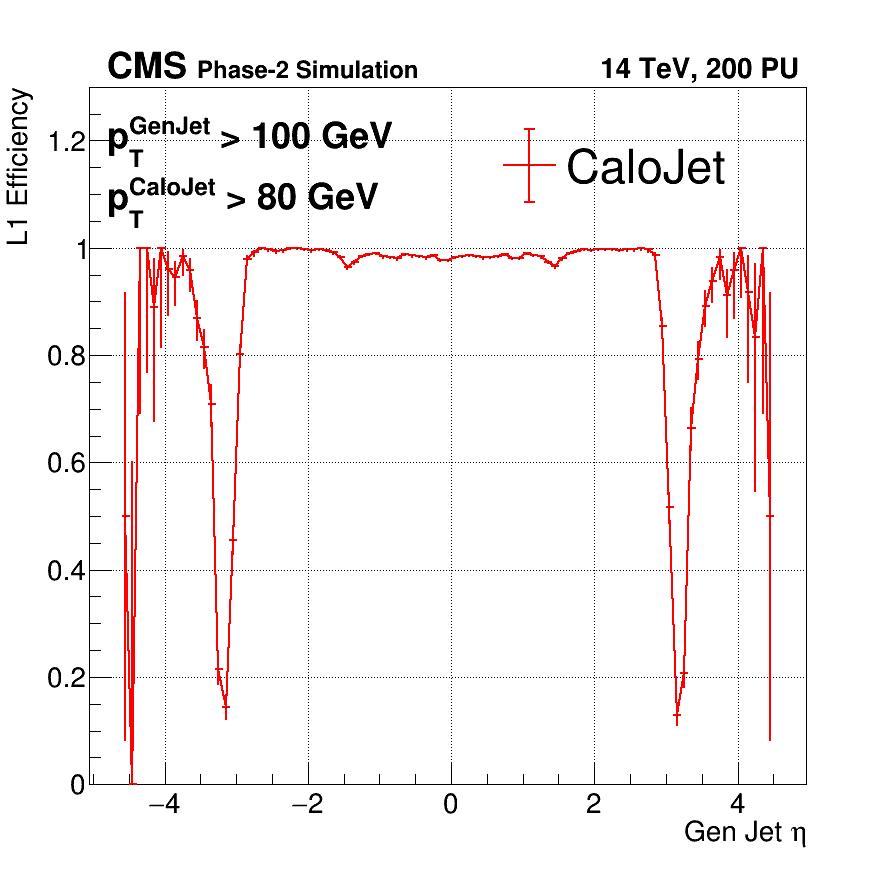 CMS Phase-2 Simulation 14 TeV, 200 PU
L1 Efficiency
p_T^GenJet > 100 GeV
p_T^CaloJet > 80 GeV
CaloJet
1.2
1
0.8
0.6
0.4
0.2
0
−4 −2 0 2 4
Gen Jet η